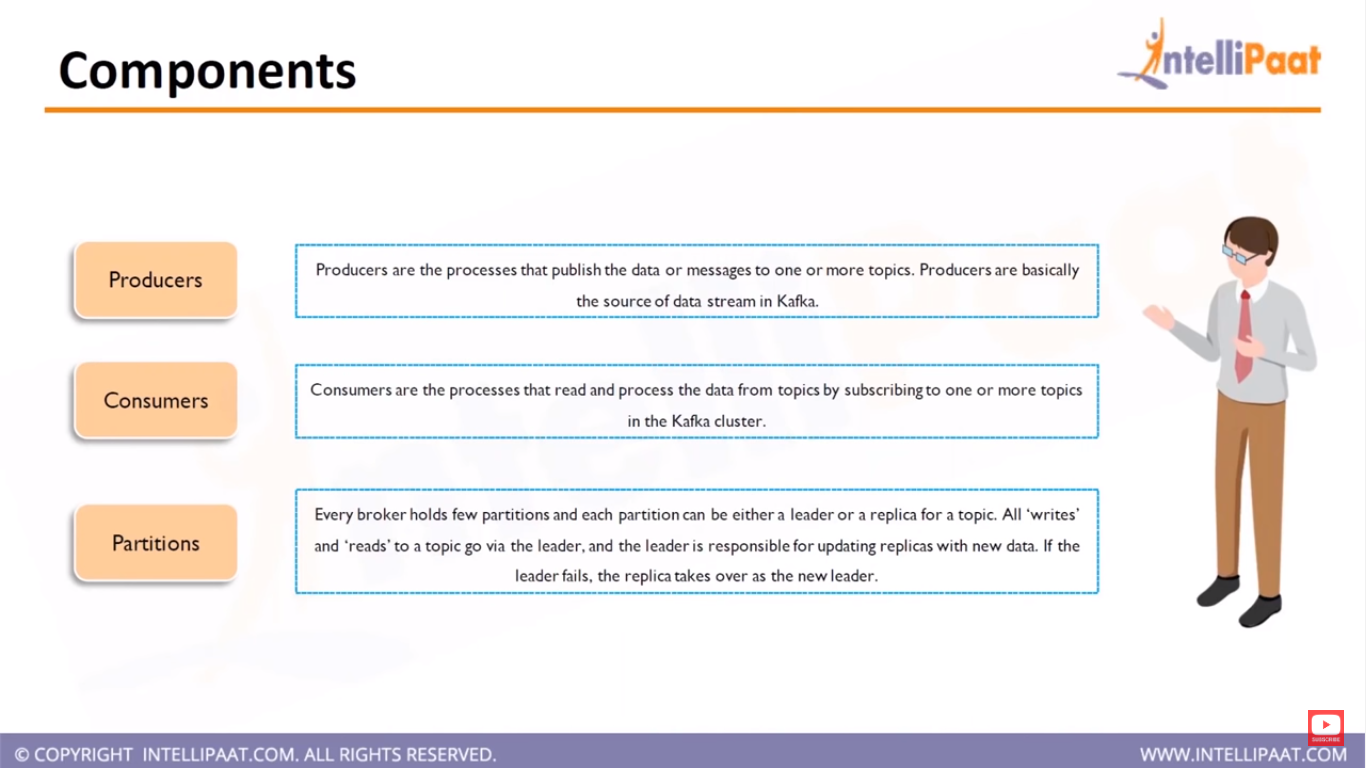 Components
IntelliPaat
Producers
Producers are the processes that publish the data or messages to one or more topics. Producers are basically
the source of data stream in Kafka.
Consumers
Consumers are the processes that read and process the data from topics by subscribing to one or more topics
in the Kafka cluster.
Partitions
Every broker holds few partitions and each partition can be either a leader or a replica for a topic. All ‘writes’
and ‘reads’ to a topic go via the leader, and the leader is responsible for updating replicas with new data. If the
leader fails, the replica takes over as the new leader.
SUBSCRIBE
© COPYRIGHT INTELLIPAAT.COM. ALL RIGHTS RESERVED.
WWW.INTELLIPAAT.COM